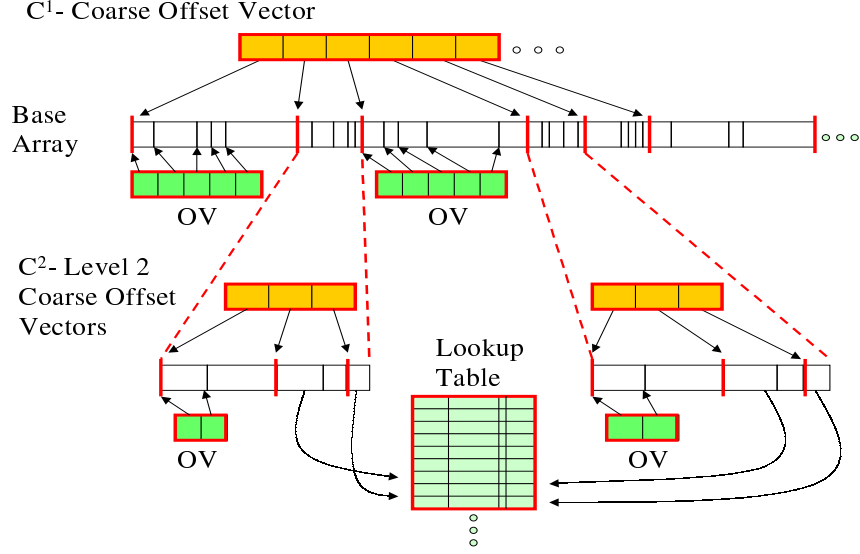 C¹- Coarse Offset Vector
Base
Array
OV
OV
C²- Level 2
Coarse Offset
Vectors
Lookup
Table
OV
OV